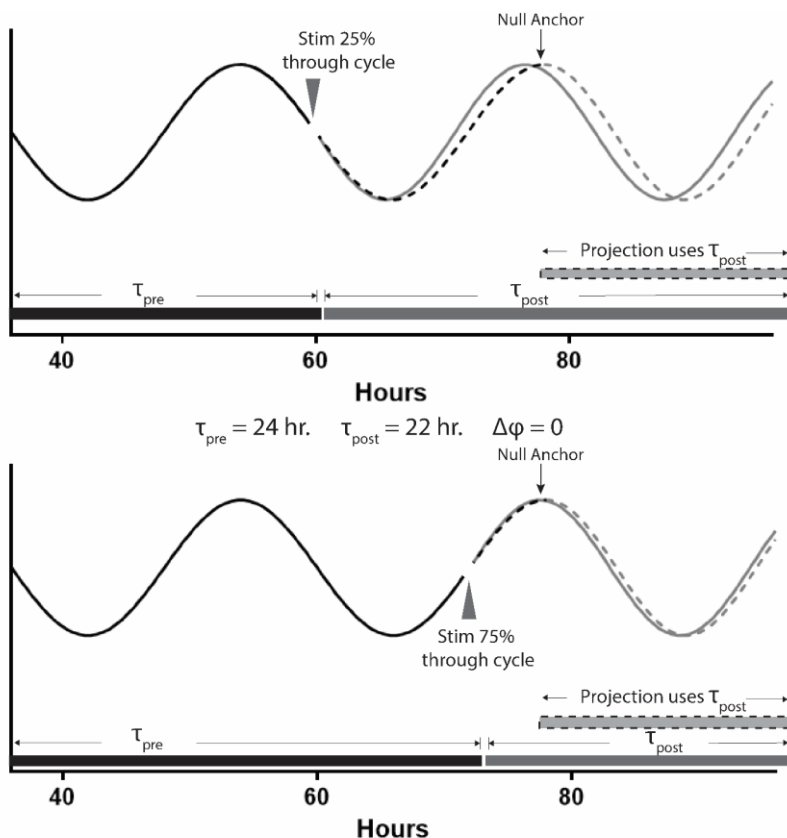 Null Anchor
Stim 25%
through cycle
Projection uses τpost
τpre
τpost
40 60 80
Hours
τpre = 24 hr. τpost = 22 hr. Δφ = 0
Null Anchor
Stim 75%
through cycle
Projection uses τpost
τpre
τpost
40 60 80
Hours